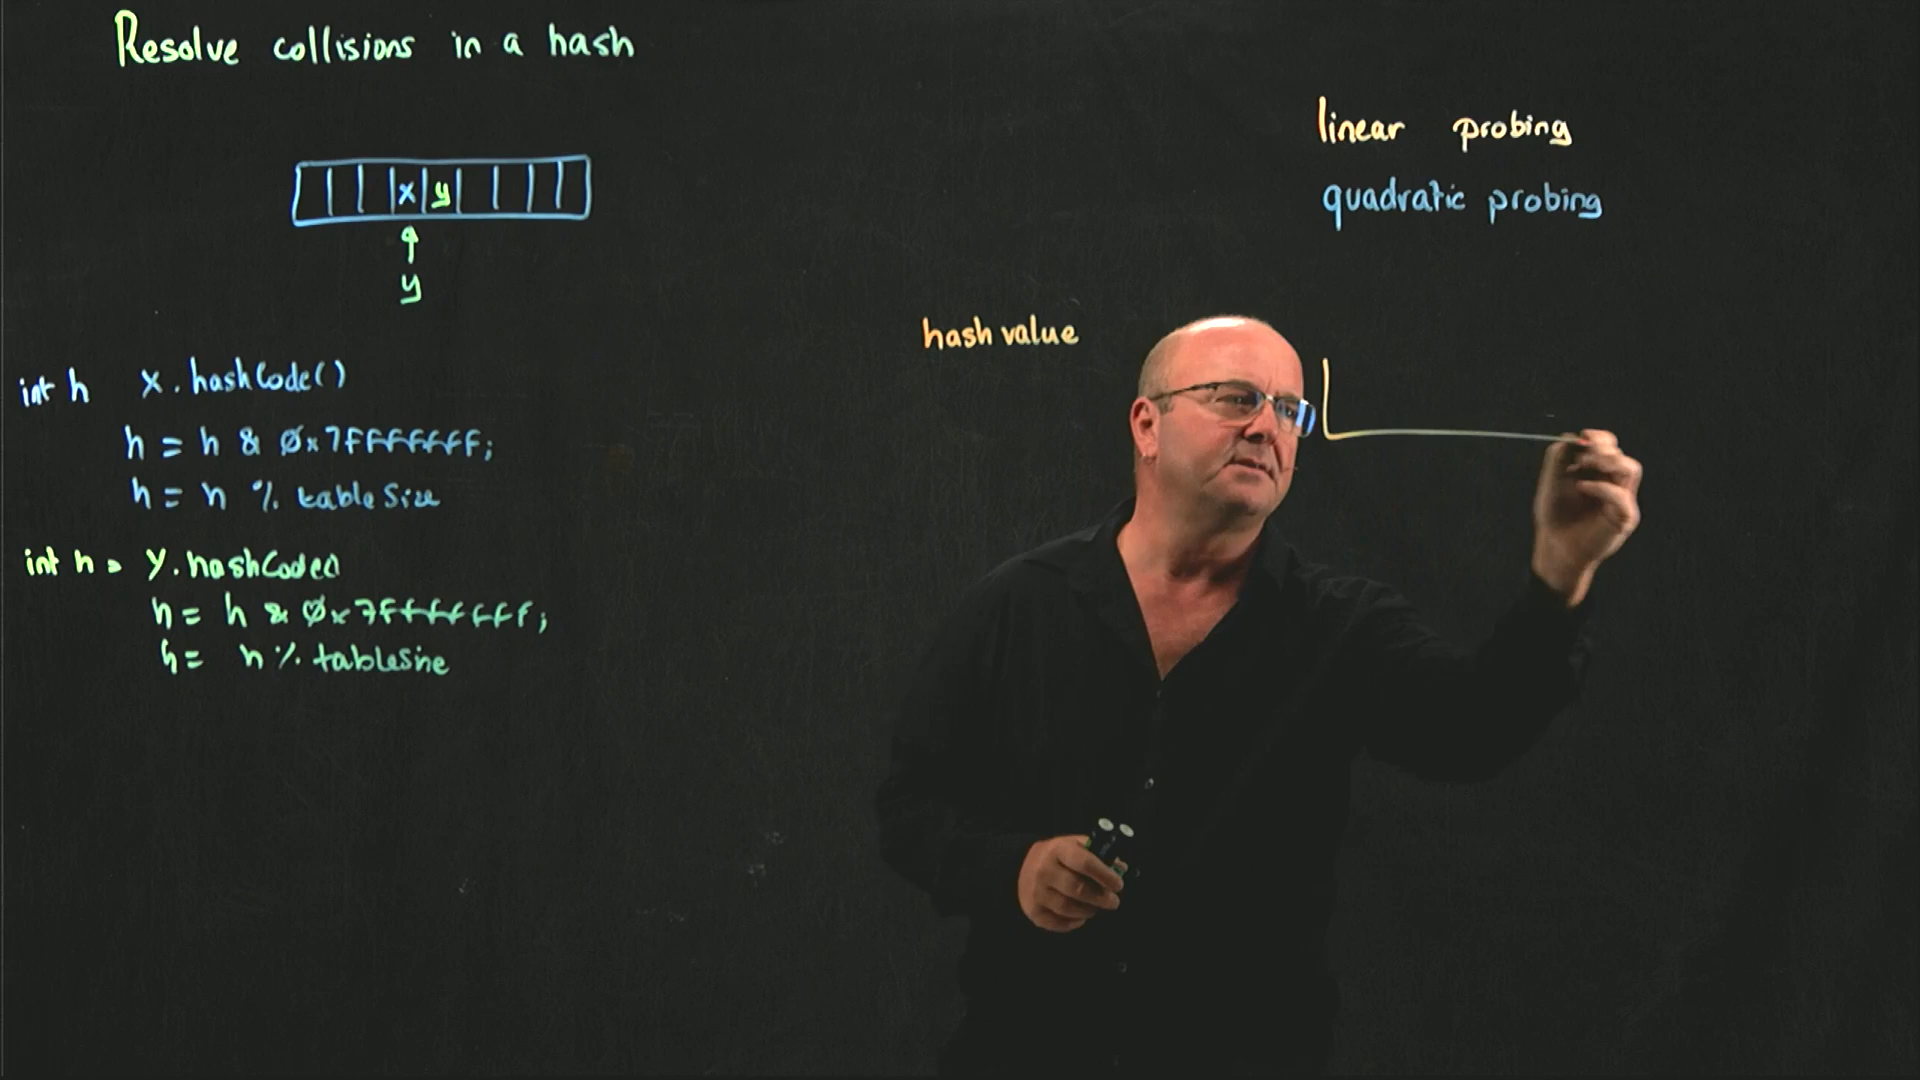 Resolve collisions in a hash
x y
y
int h x.hashCode()
h = h & 0x7fffffff;
h = h % tableSize
int h = y.hashCode()
h = h & 0x7fffffff;
h = h % tableSize
linear probing
quadratic probing
hash value